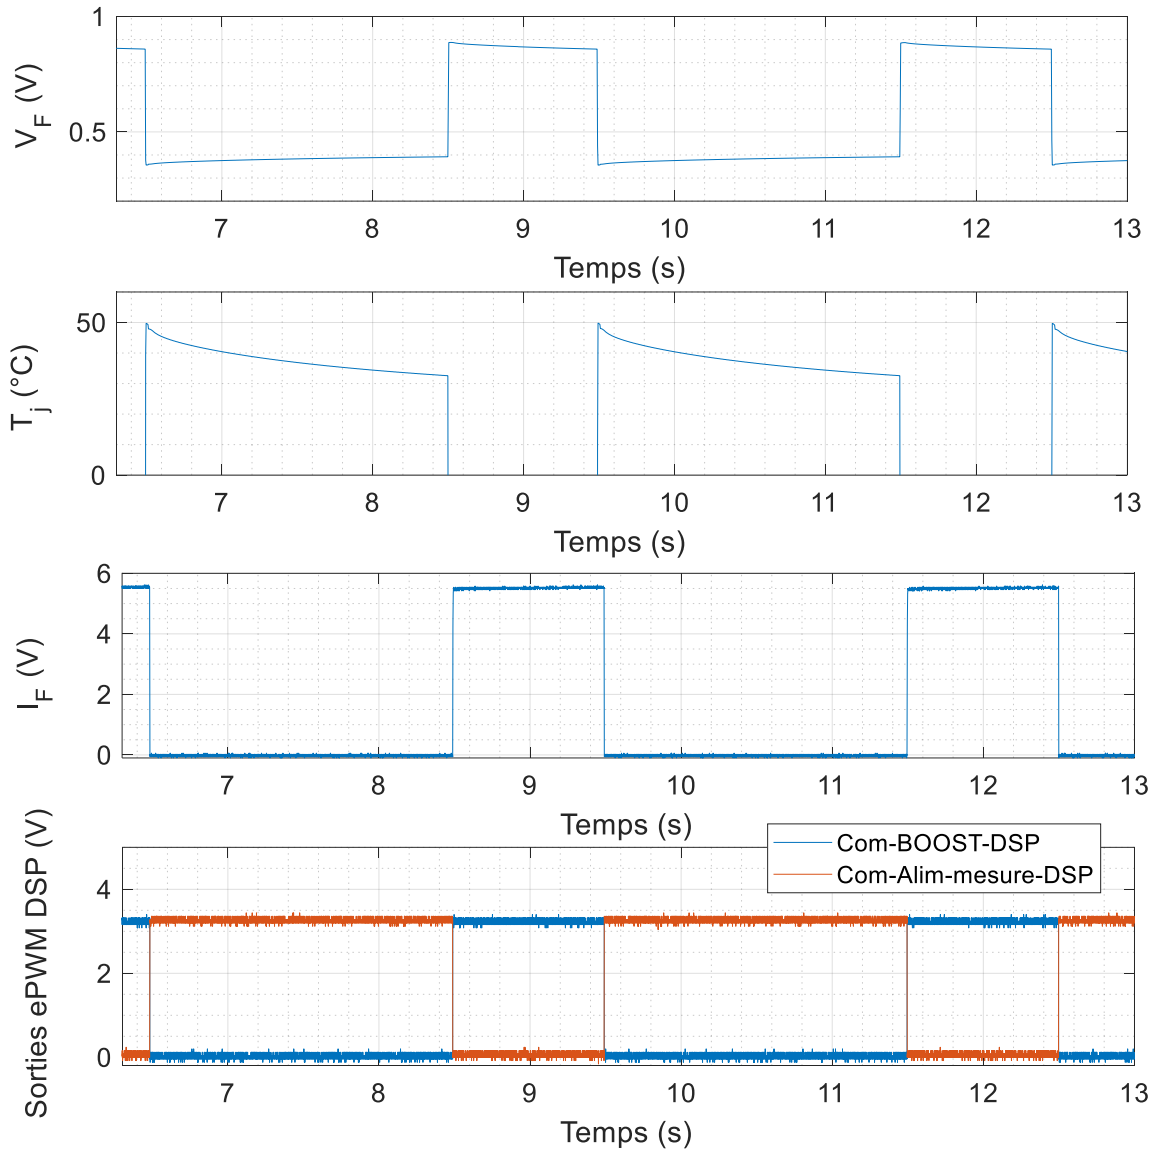 1
0.5
V_F (V)
7 8 9 10 11 12 13
Temps (s)
50
0
T_j (°C)
7 8 9 10 11 12 13
Temps (s)
6
4
2
0
I_F (V)
7 8 9 10 11 12 13
Temps (s)
Com-BOOST-DSP
Com-Alim-mesure-DSP
4
2
0
Sorties ePWM DSP (V)
7 8 9 10 11 12 13
Temps (s)